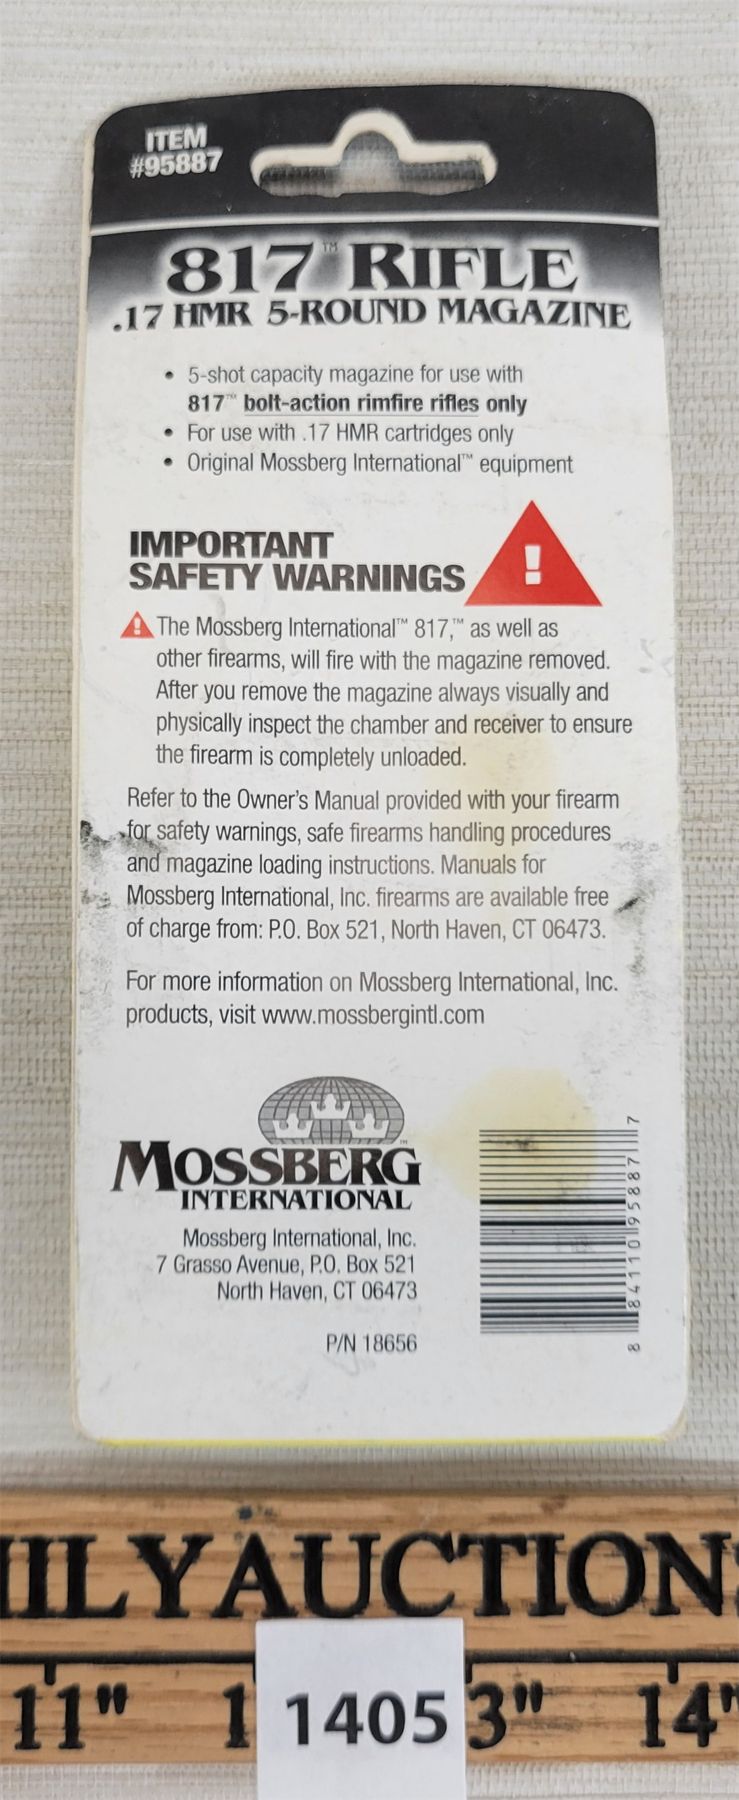 ITEM
#95887
817™ RIFLE
.17 HMR 5-ROUND MAGAZINE
• 5-shot capacity magazine for use with
817™ bolt-action rimfire rifles only
• For use with .17 HMR cartridges only
• Original Mossberg International™ equipment
IMPORTANT
SAFETY WARNINGS
!
! The Mossberg International™ 817,™ as well as
other firearms, will fire with the magazine removed.
After you remove the magazine always visually and
physically inspect the chamber and receiver to ensure
the firearm is completely unloaded.
Refer to the Owner's Manual provided with your firearm
for safety warnings, safe firearms handling procedures
and magazine loading instructions. Manuals for
Mossberg International, Inc. firearms are available free
of charge from: P.O. Box 521, North Haven, CT 06473.
For more information on Mossberg International, Inc.
products, visit www.mossbergintl.com
MOSSBERG™
INTERNATIONAL
Mossberg International, Inc.
7 Grasso Avenue, P.O. Box 521
North Haven, CT 06473
P/N 18656
8 84110 95887 7
ILYAUCTION
11" 1 3" 14"
1405